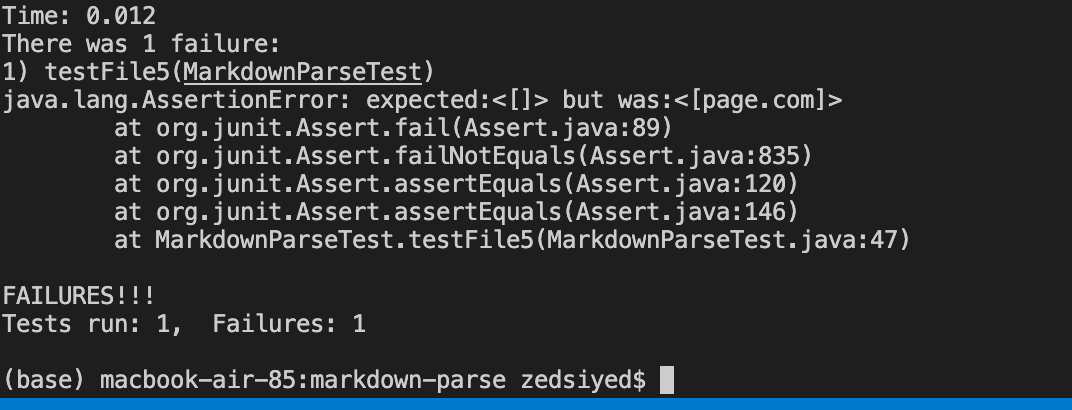 Time: 0.012
There was 1 failure:
1) testFile5(MarkdownParseTest)
java.lang.AssertionError: expected:<[]> but was:<[page.com]>
        at org.junit.Assert.fail(Assert.java:89)
        at org.junit.Assert.failNotEquals(Assert.java:835)
        at org.junit.Assert.assertEquals(Assert.java:120)
        at org.junit.Assert.assertEquals(Assert.java:146)
        at MarkdownParseTest.testFile5(MarkdownParseTest.java:47)

FAILURES!!!
Tests run: 1,  Failures: 1

(base) macbook-air-85:markdown-parse zedsiyed$